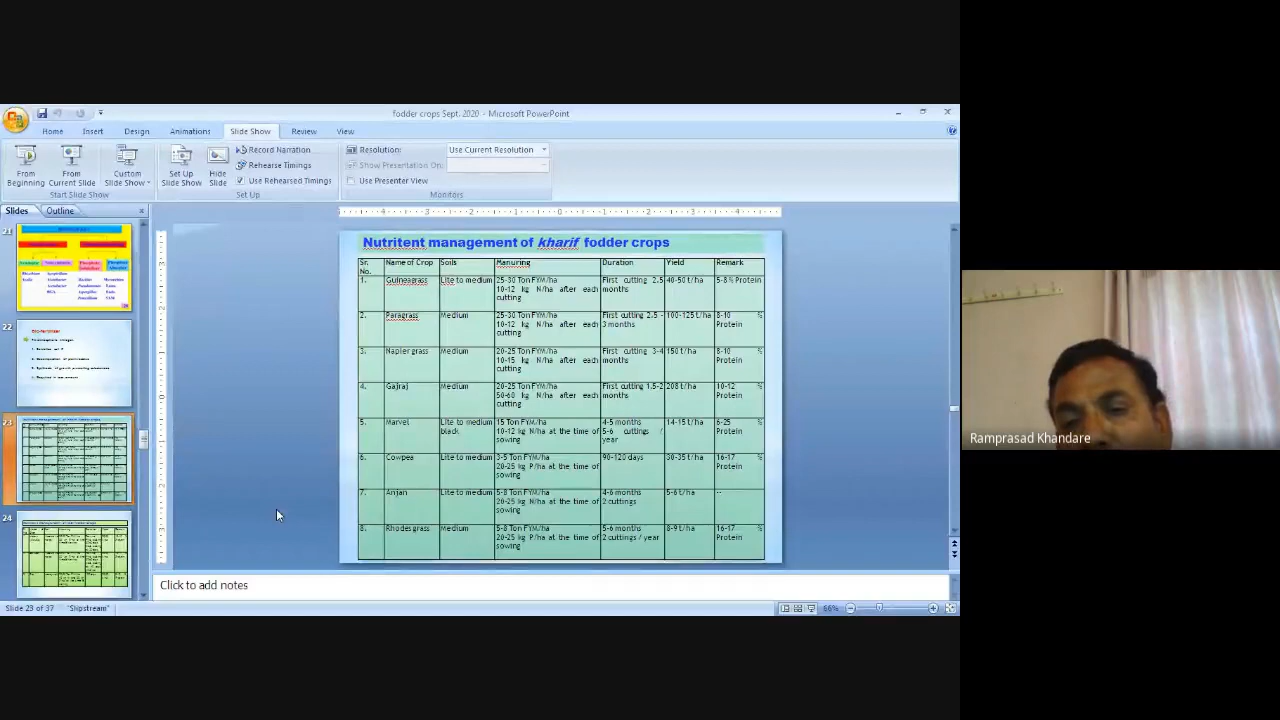 fodder crops Sept. 2020 - Microsoft PowerPoint
Home Insert Design Animations Slide Show Review View
From Beginning
From Current Slide
Custom Slide Show
Start Slide Show
Set Up Slide Show
Hide Slide
Record Narration
Rehearse Timings
Use Rehearsed Timings
Set Up
Resolution: Use Current Resolution
Show Presentation On:
Use Presenter View
Monitors
Slides Outline
22
23
24
Nutritent management of kharif fodder crops
Sr. No. Name of Crop Soils Manuring Duration Yield Remark
1. Guineagrass Lite to medium 25-30 Ton FYM/ha 10-12 kg N/ha after each cutting First cutting 2.5 months 40-50 t/ha 5-8 % Protein
2. Paragrass Medium 25-30 Ton FYM/ha 10-12 kg N/ha after each cutting First cutting 2.5 - 3 months 100-125 t/ha 8-10 % Protein
3. Napier grass Medium 20-25 Ton FYM/ha 10-15 kg N/ha after each cutting First cutting 3-4 months 150 t/ha 8-10 % Protein
4. Gajraj Medium 20-25 Ton FYM/ha 50-60 kg N/ha after each cutting First cutting 1.5-2 months 208 t/ha 10-12 % Protein
5. Marvel Lite to medium black 15 Ton FYM/ha 10-12 kg N/ha at the time of sowing 4-5 months 5-6 cuttings / year 14-15 t/ha 6-25 % Protein
6. Cowpea Lite to medium 3-5 Ton FYM/ha 20-25 kg P/ha at the time of sowing 90-120 days 30-35 t/ha 16-17 % Protein
7. Anjan Lite to medium 5-8 Ton FYM/ha 20-25 kg N/ha at the time of sowing 4-6 months 2 cuttings 5-6 t/ha --
8. Rhodes grass Medium 5-8 Ton FYM/ha 20-25 kg P/ha at the time of sowing 5-6 months 2 cuttings / year 8-9 t/ha 16-17 % Protein
Click to add notes
Slide 23 of 37 "Slipstream" 66%
Ramprasad Khandare